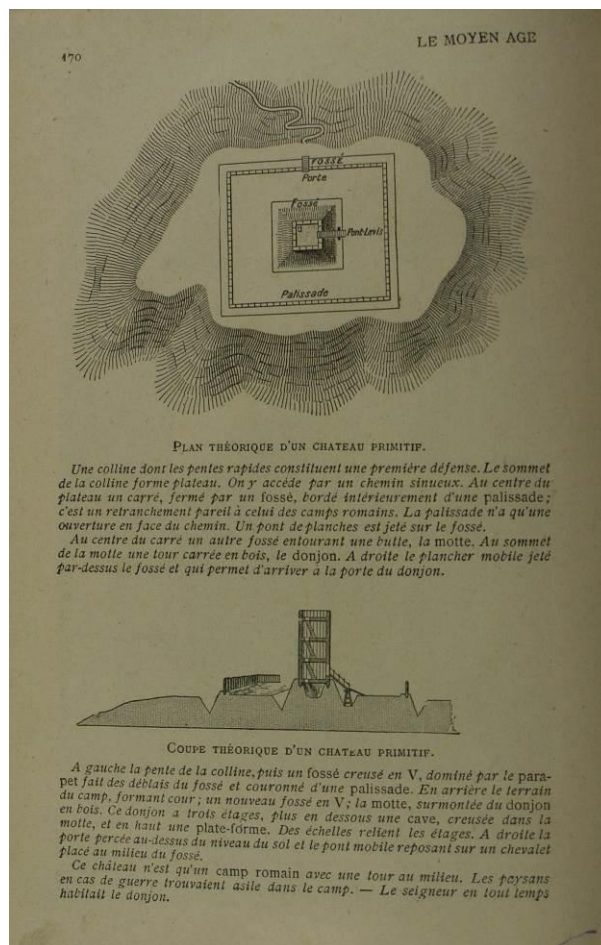 LE MOYEN AGE
170
FOSSÉ
Porte
Fossé
Pont-Levis
Palissade
PLAN THÉORIQUE D'UN CHATEAU PRIMITIF.
Une colline dont les pentes rapides constituent une première défense. Le sommet
de la colline forme plateau. On y accède par un chemin sinueux. Au centre du
plateau un carré, fermé par un fossé, bordé intérieurement d'une palissade;
c'est un retranchement pareil à celui des camps romains. La palissade n'a qu'une
ouverture en face du chemin. Un pont de planches est jeté sur le fossé.
Au centre du carré un autre fossé entourant une butte, la motte. Au sommet
de la motte une tour carrée en bois, le donjon. A droite le plancher mobile jeté
par-dessus le fossé et qui permet d'arriver a la porte du donjon.
COUPE THÉORIQUE D'UN CHATEAU PRIMITIF.
A gauche la pente de la colline, puis un fossé creusé en V, dominé par le para-
pet fait des déblais du fossé et couronné d'une palissade. En arrière le terrain
du camp, formant cour; un nouveau fossé en V; la motte, surmontée du donjon
en bois. Ce donjon a trois étages, plus en dessous une cave, creusée dans la
motte, et en haut une plate-forme. Des échelles relient les étages. A droite la
porte percée au-dessus du niveau du sol et le pont mobile reposant sur un chevalet
placé au milieu du fossé.
Ce château n'est qu'un camp romain avec une tour au milieu. Les paysans
en cas de guerre trouvaient asile dans le camp. — Le seigneur en tout temps
habitait le donjon.